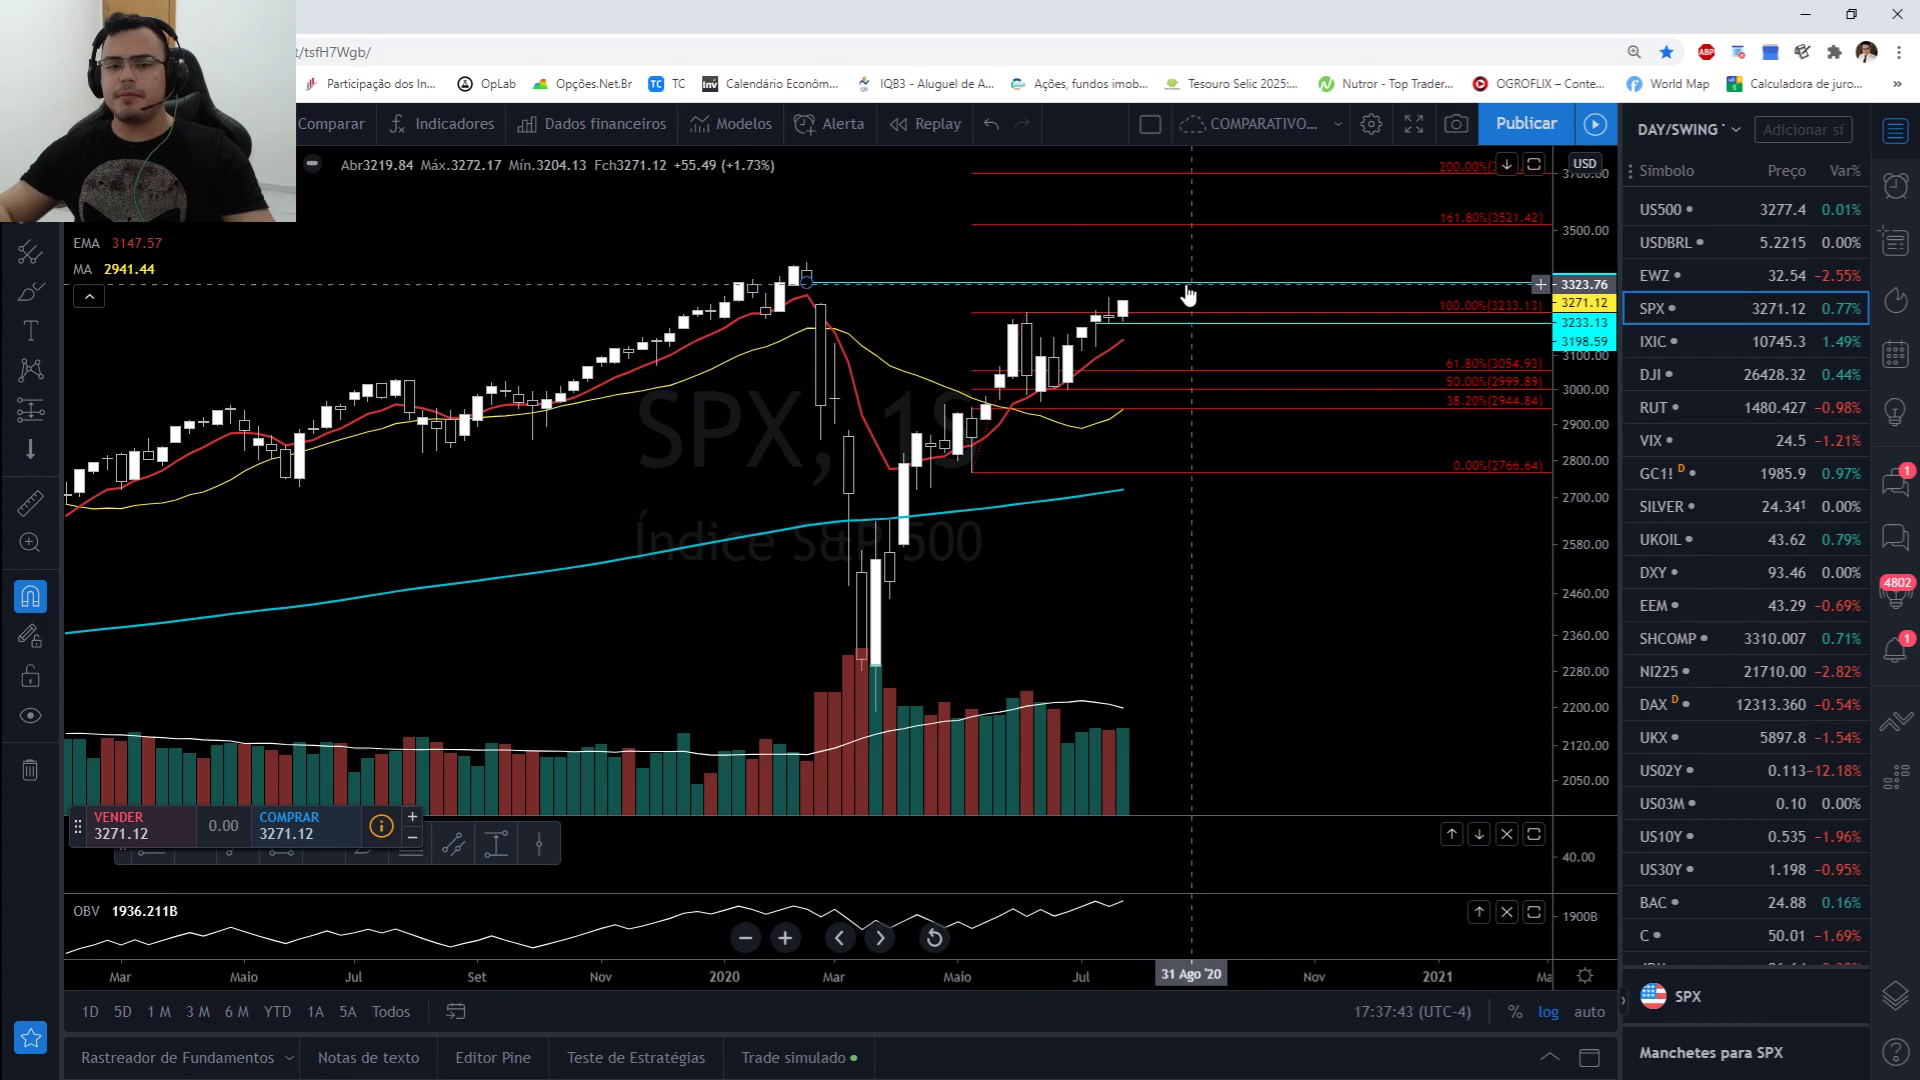 t/tsfH7Wgb/
Participação dos In... OpLab Opções.Net.Br TC TC Inv Calendário Econôm... IQB3 - Aluguel de A... Ações, fundos imob... Tesouro Selic 2025:... Nutror - Top Trader... OGROFLIX – Conte... World Map Calculadora de juro... »
Comparar Indicadores Dados financeiros Modelos Alerta Replay COMPARATIVO... Publicar
DAY/SWING Adicionar sí
Abr3219.84 Máx.3272.17 Mín.3204.13 Fch3271.12 +55.49 (+1.73%)
USD
EMA 3147.57
MA 2941.44
161.80%(3521.42)
100.00%(3233.13)
61.80%(3054.93)
50.00%(2999.89)
38.20%(2944.84)
0.00%(2766.64)
3700.00
3500.00
3323.76
3271.12
3233.13
3198.59
3100.00
3000.00
2900.00
2800.00
2700.00
2580.00
2460.00
2360.00
2280.00
2200.00
2120.00
2050.00
SPX, 1S
Índice S&P 500
VENDER
3271.12
0.00
COMPRAR
3271.12
40.00
OBV 1936.211B
1900B
Mar Maio Jul Set Nov 2020 Mar Maio Jul 31 Ago '20 Nov 2021 Ma
1D 5D 1 M 3 M 6 M YTD 1A 5A Todos
17:37:43 (UTC-4) % log auto
Rastreador de Fundamentos Notas de texto Editor Pine Teste de Estratégias Trade simulado
Símbolo Preço Var%
US500 3277.4 0.01%
USDBRL 5.2215 0.00%
EWZ 32.54 −2.55%
SPX 3271.12 0.77%
IXIC 10745.3 1.49%
DJI 26428.32 0.44%
RUT 1480.427 −0.98%
VIX 24.5 −1.21%
GC1! D 1985.9 0.97%
SILVER 24.341 0.00%
UKOIL 43.62 0.79%
DXY 93.46 0.00%
EEM 43.29 −0.69%
SHCOMP 3310.007 0.71%
NI225 21710.00 −2.82%
DAX D 12313.360 −0.54%
UKX 5897.8 −1.54%
US02Y 0.113 −12.18%
US03M 0.10 0.00%
US10Y 0.535 −1.96%
US30Y 1.198 −0.95%
BAC 24.88 0.16%
C 50.01 −1.69%
SPX
Manchetes para SPX
ABP
1
4802
1